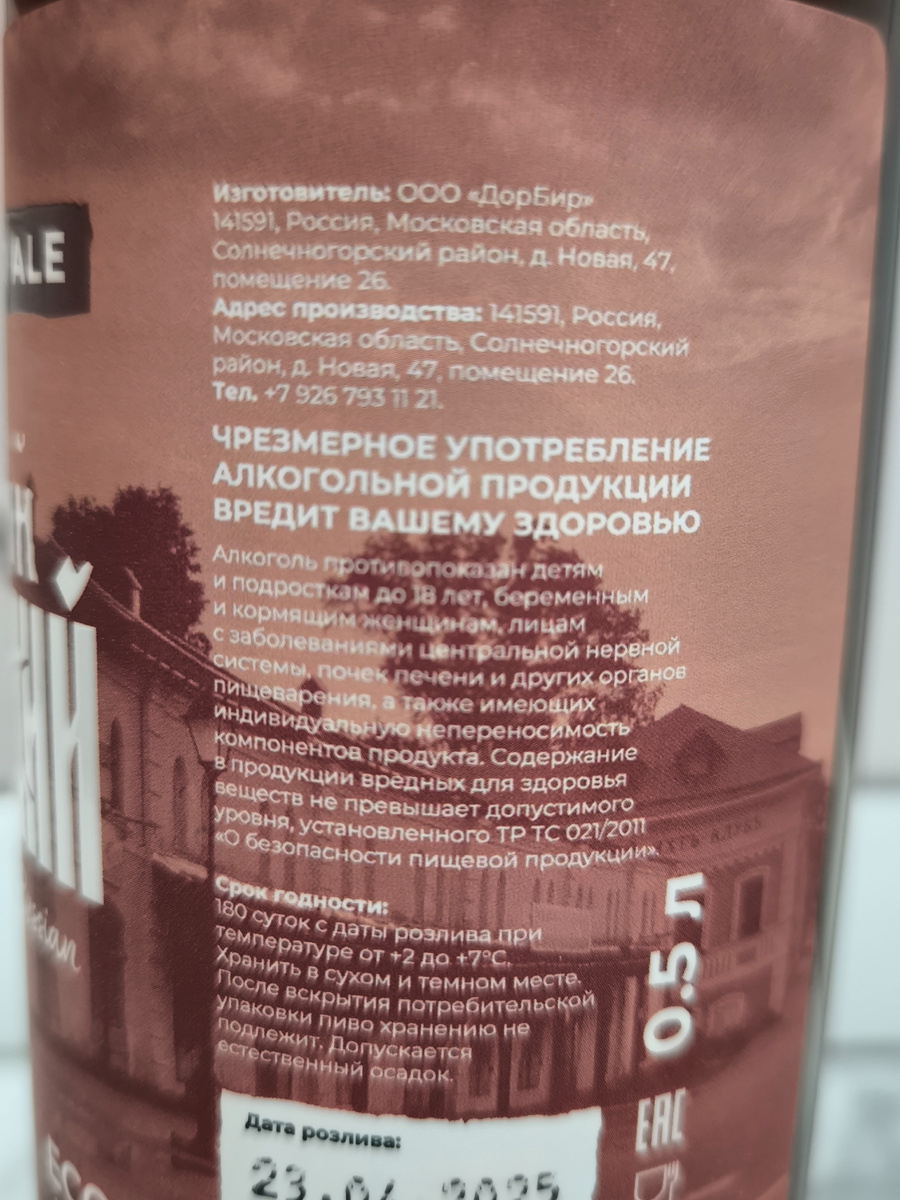 ALE
Изготовитель: ООО «ДорБир»
141591, Россия, Московская область,
Солнечногорский район, д. Новая, 47,
помещение 26.
Адрес производства: 141591, Россия,
Московская область, Солнечногорский
район, д. Новая, 47, помещение 26.
Тел. +7 926 793 11 21.
ЧРЕЗМЕРНОЕ УПОТРЕБЛЕНИЕ
АЛКОГОЛЬНОЙ ПРОДУКЦИИ
ВРЕДИТ ВАШЕМУ ЗДОРОВЬЮ
Алкоголь противопоказан детям
и подросткам до 18 лет, беременным
и кормящим женщинам, лицам
с заболеваниями центральной нервной
системы, почек печени и других органов
пищеварения, а также имеющих
индивидуальную непереносимость
компонентов продукта. Содержание
в продукции вредных для здоровья
веществ не превышает допустимого
уровня, установленного ТР ТС 021/2011
«О безопасности пищевой продукции».
Срок годности:
180 суток с даты розлива при
температуре от +2 до +7°С.
Хранить в сухом и темном месте.
После вскрытия потребительской
упаковки пиво хранению не
подлежит. Допускается
естественный осадок.
0.5 л
EAC
Дата розлива:
23.04.2025